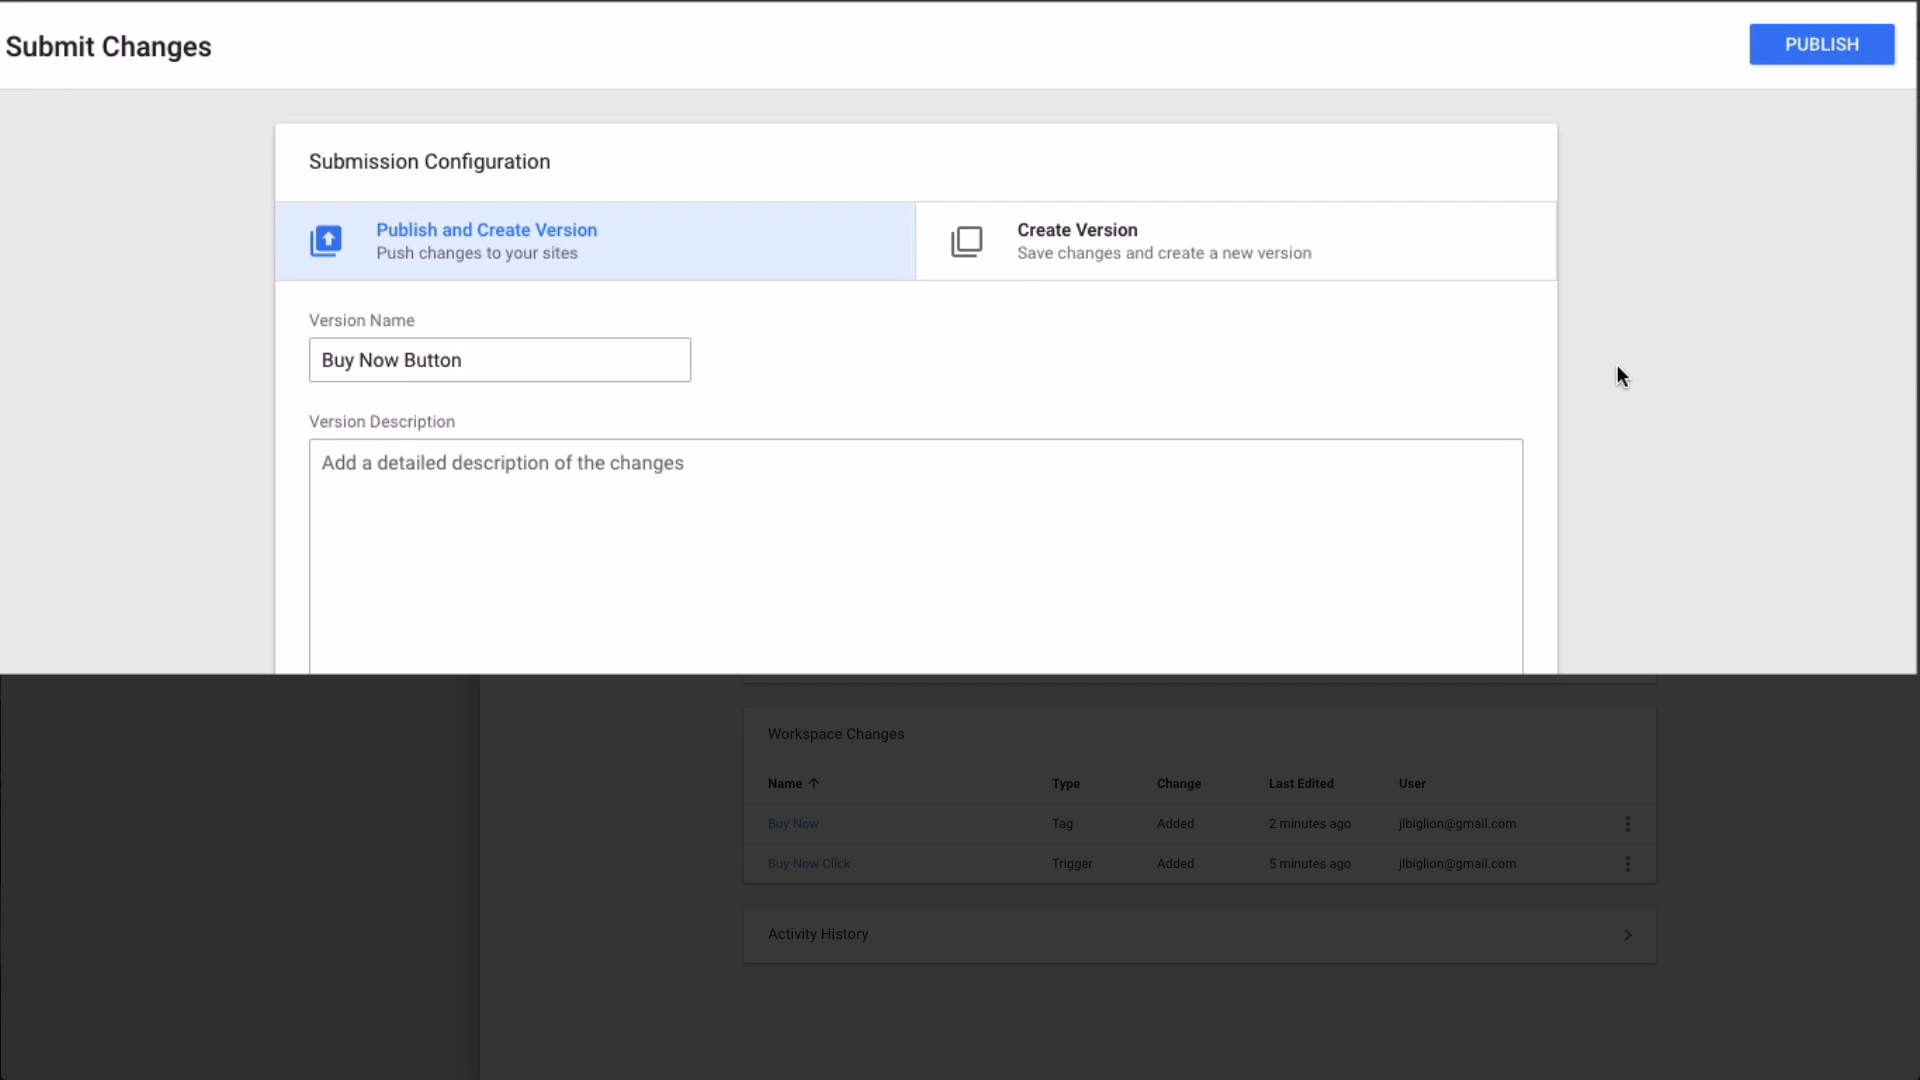 Submit Changes
PUBLISH
Submission Configuration
Publish and Create Version
Push changes to your sites
Create Version
Save changes and create a new version
Version Name
Buy Now Button
Version Description
Add a detailed description of the changes
Workspace Changes
Name Type Change Last Edited User
Buy Now Tag Added 2 minutes ago jlbiglion@gmail.com
Buy Now Click Trigger Added 5 minutes ago jlbiglion@gmail.com
Activity History